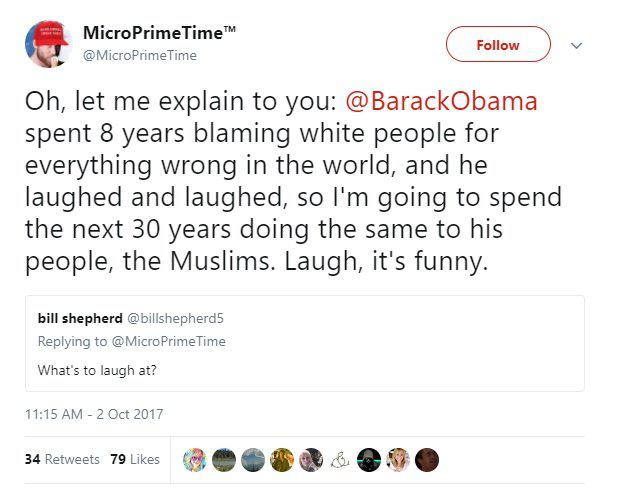 MicroPrimeTime™
@MicroPrimeTime
Follow
Oh, let me explain to you: @BarackObama
spent 8 years blaming white people for
everything wrong in the world, and he
laughed and laughed, so I'm going to spend
the next 30 years doing the same to his
people, the Muslims. Laugh, it's funny.
bill shepherd @billshepherd5
Replying to @MicroPrimeTime
What's to laugh at?
11:15 AM - 2 Oct 2017
34 Retweets 79 Likes